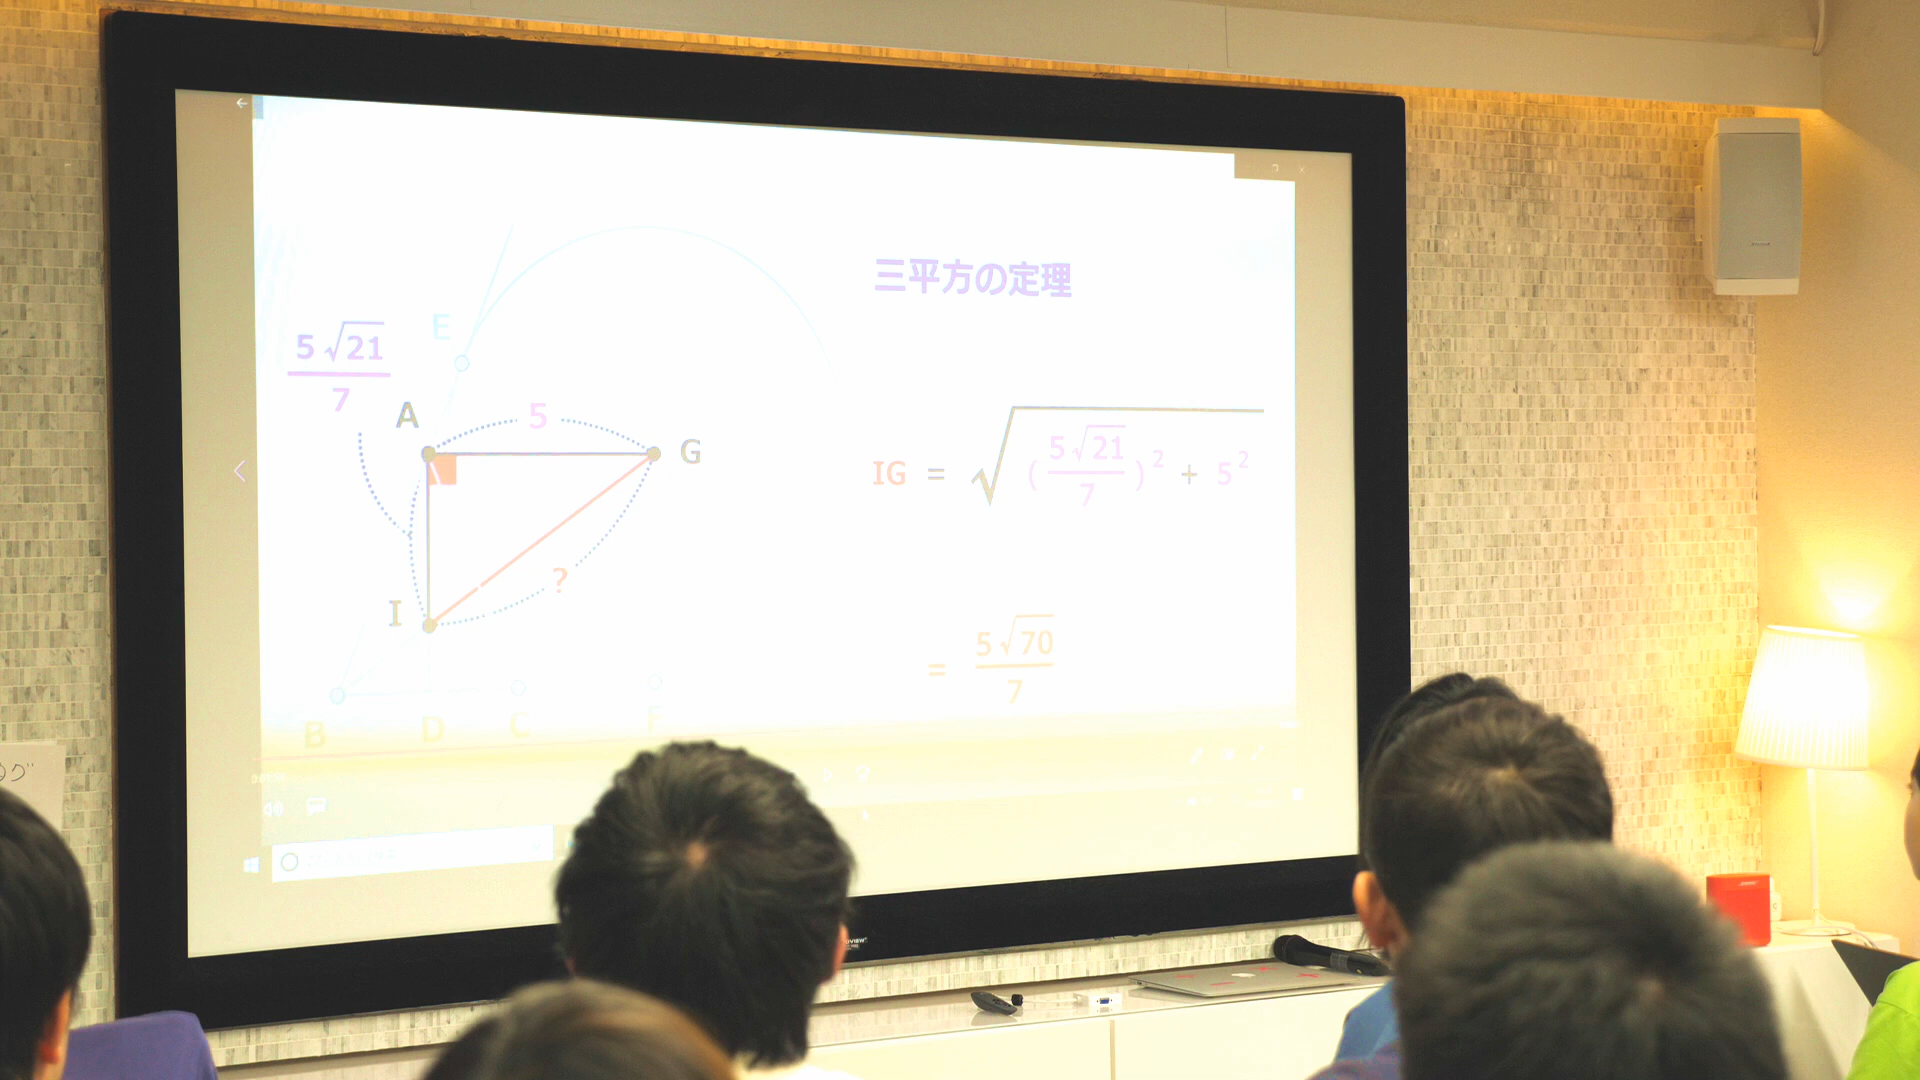 三平方の定理
E
5√21
7
A
5
G
IG = √((5√21/7)² + 5²)
?
I
= 5√70
7
B D C F